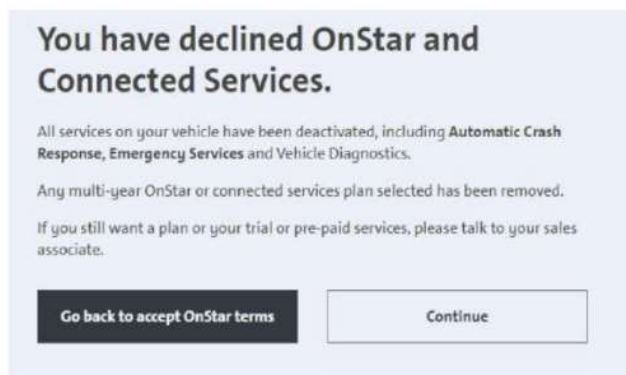 You have declined OnStar and
Connected Services.
All services on your vehicle have been deactivated, including Automatic Crash
Response, Emergency Services and Vehicle Diagnostics.
Any multi-year OnStar or connected services plan selected has been removed.
If you still want a plan or your trial or pre-paid services, please talk to your sales
associate.
Go back to accept OnStar terms
Continue